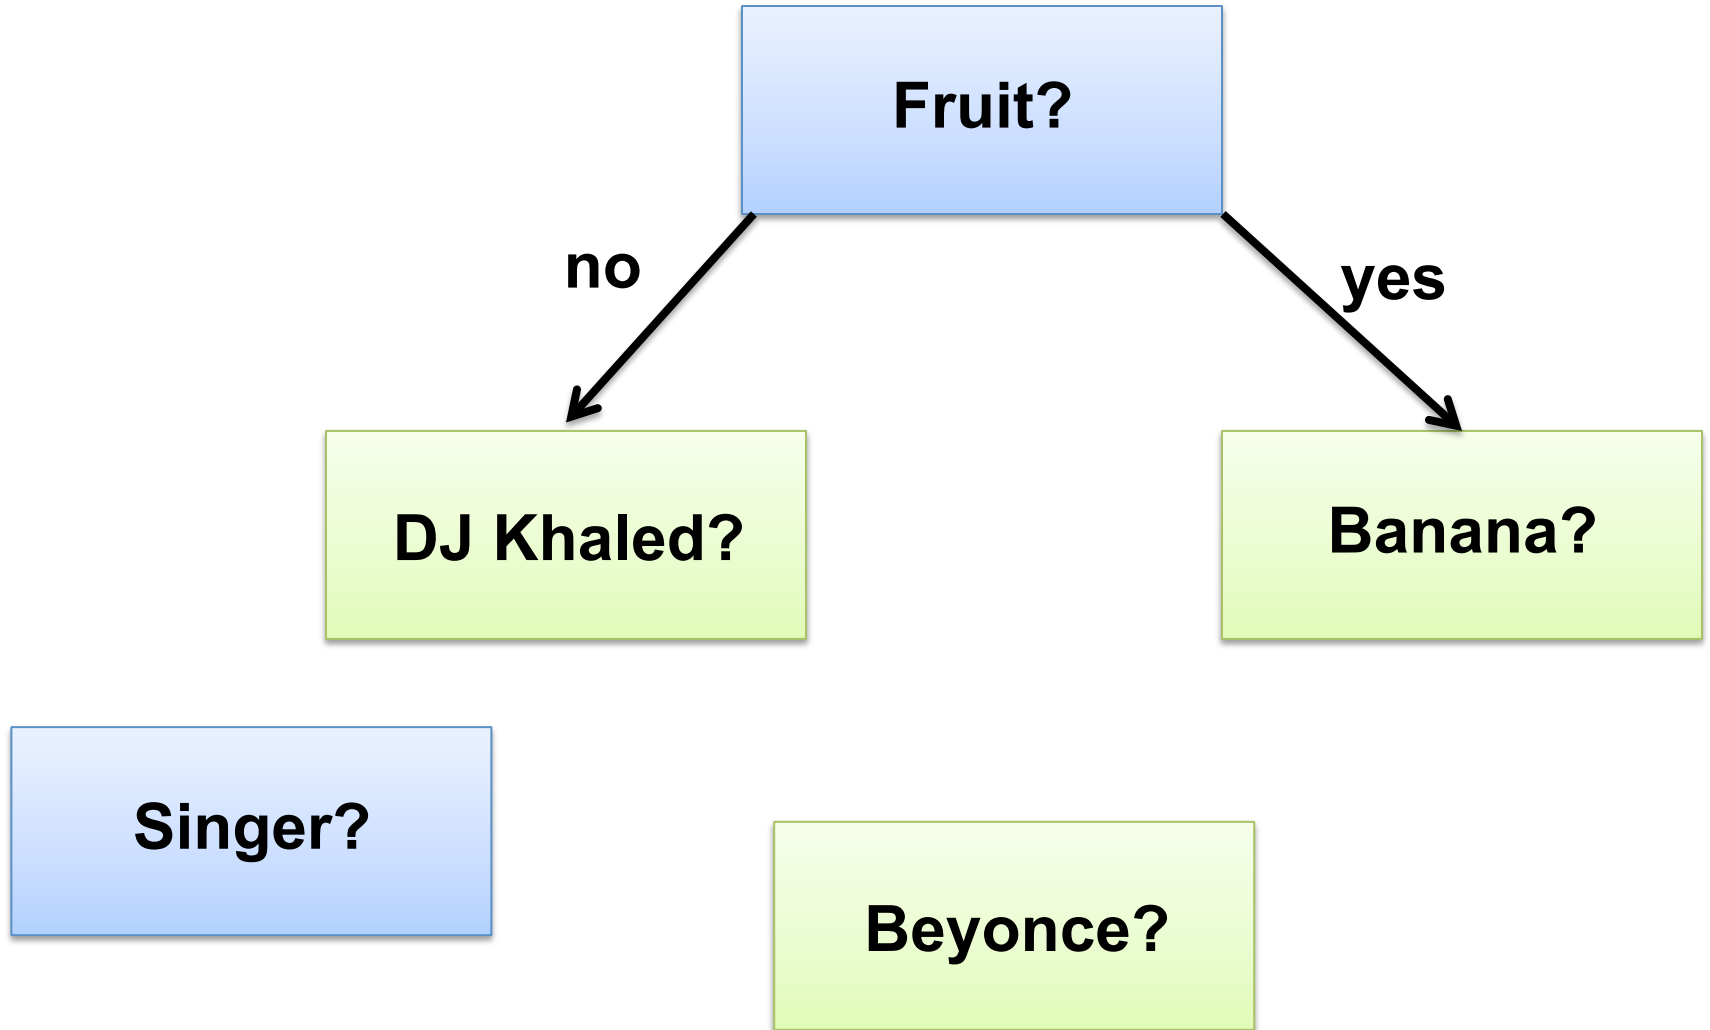 Fruit?
no
yes
DJ Khaled?
Banana?
Singer?
Beyonce?